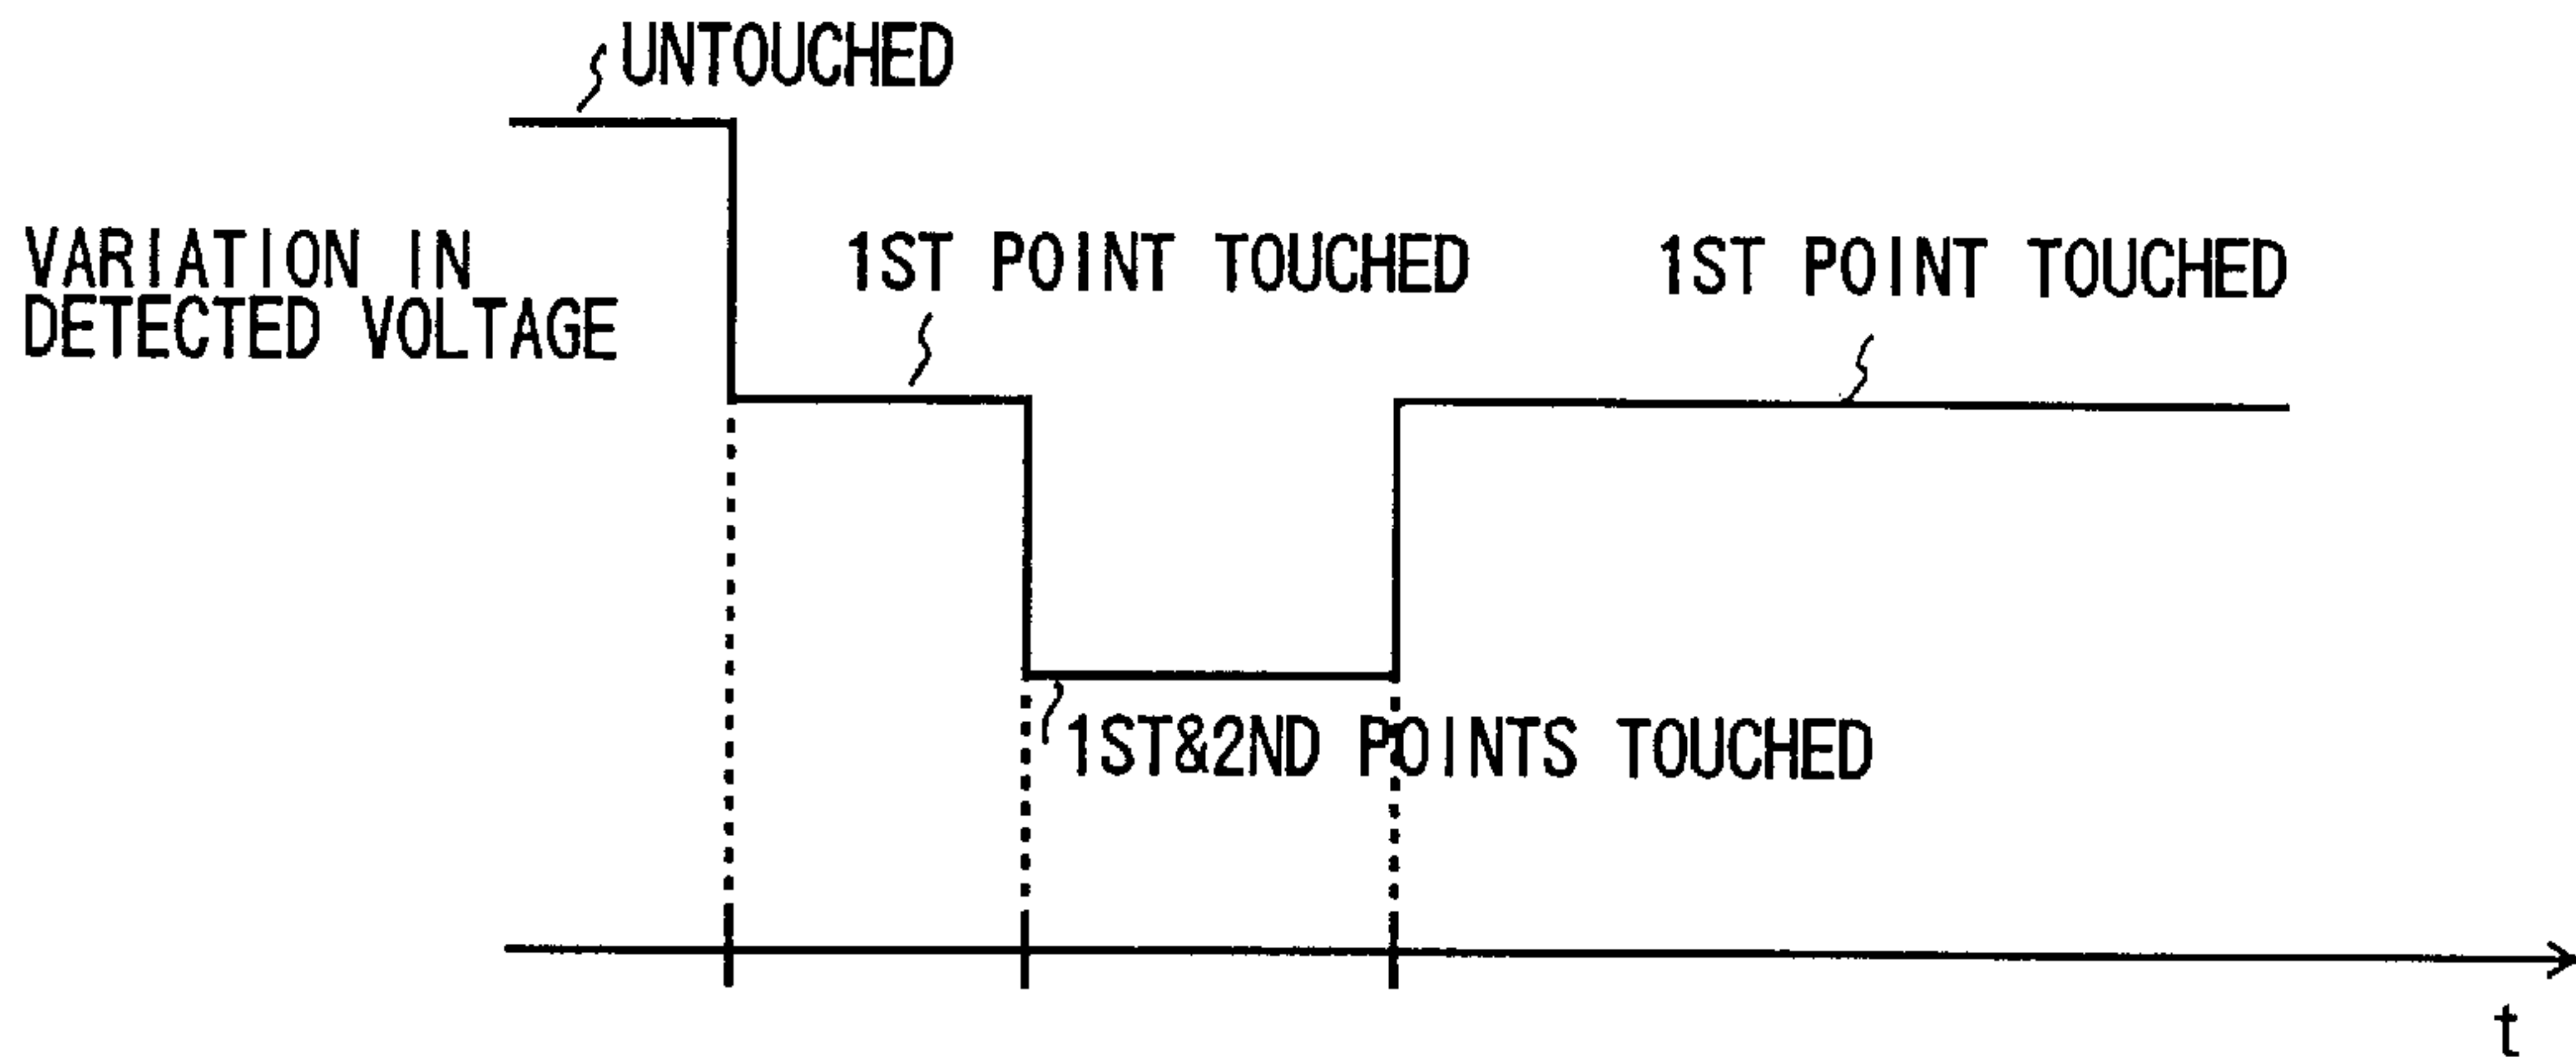 UNTOUCHED
VARIATION IN
DETECTED VOLTAGE
1ST POINT TOUCHED
1ST POINT TOUCHED
1ST&2ND POINTS TOUCHED
t